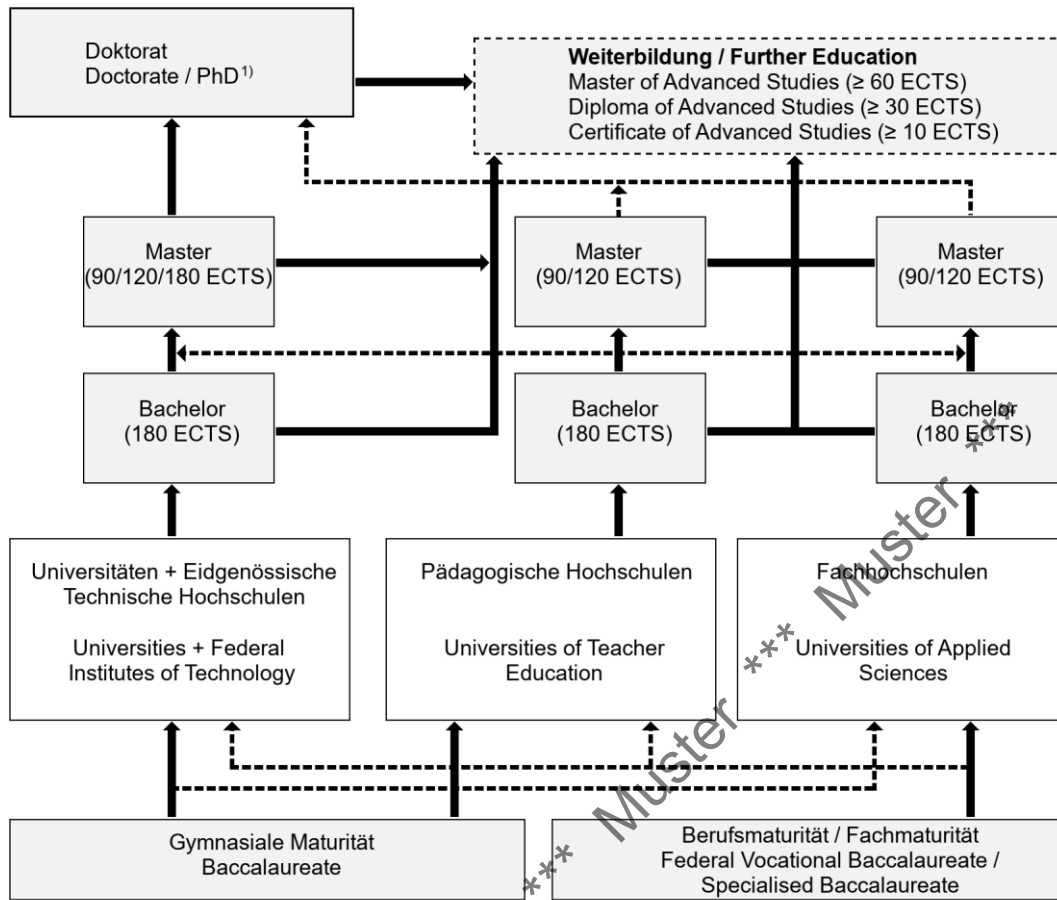 Doktorat
Doctorate / PhD¹⁾
Weiterbildung / Further Education
Master of Advanced Studies (≥ 60 ECTS)
Diploma of Advanced Studies (≥ 30 ECTS)
Certificate of Advanced Studies (≥ 10 ECTS)
Master
(90/120/180 ECTS)
Master
(90/120 ECTS)
Master
(90/120 ECTS)
Bachelor
(180 ECTS)
Bachelor
(180 ECTS)
Bachelor
(180 ECTS)
Universitäten + Eidgenössische
Technische Hochschulen
Universities + Federal
Institutes of Technology
Pädagogische Hochschulen
Universities of Teacher
Education
Fachhochschulen
Universities of Applied
Sciences
Gymnasiale Maturität
Baccalaureate
Berufsmaturität / Fachmaturität
Federal Vocational Baccalaureate /
Specialised Baccalaureate
*** Muster *** Muster ***